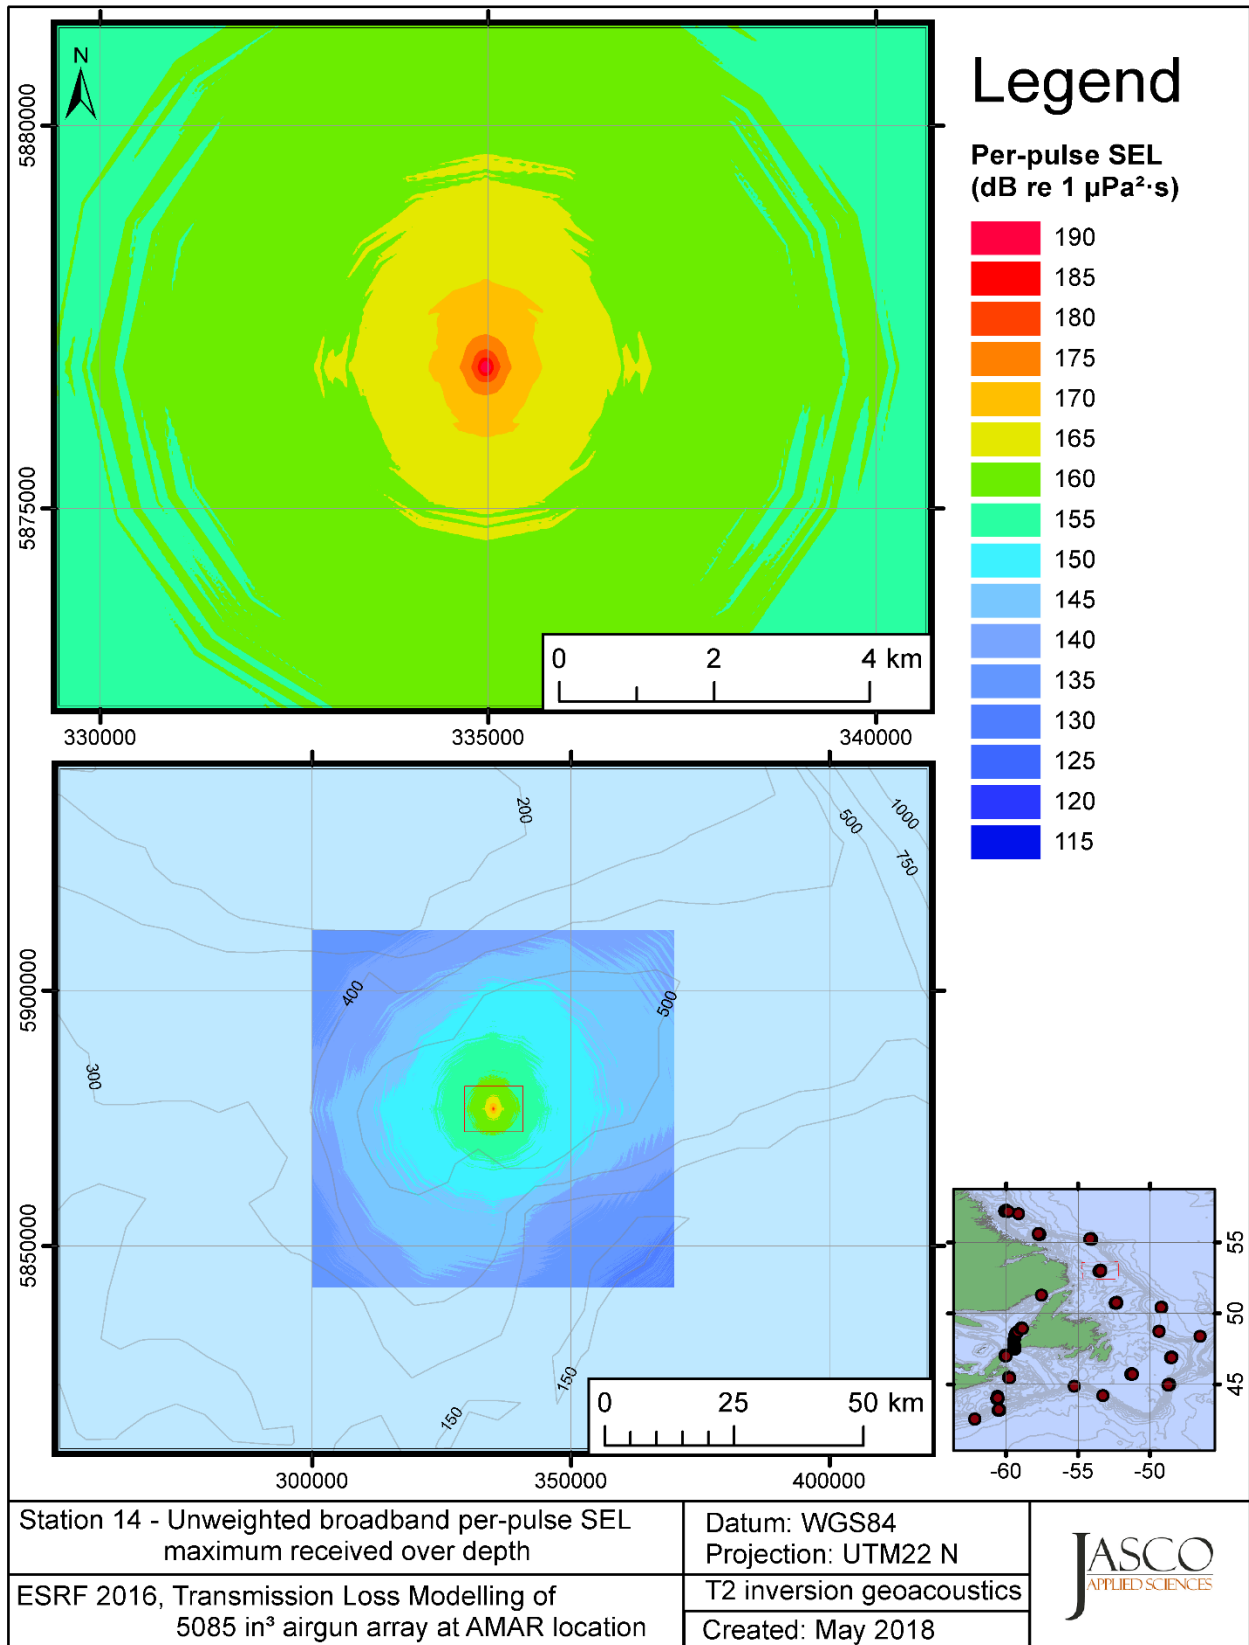 N
5880000
5875000
0 2 4 km
330000 335000 340000
Legend
Per-pulse SEL
(dB re 1 µPa²·s)
190
185
180
175
170
165
160
155
150
145
140
135
130
125
120
115
200
500
1000
750
400
500
300
150
150
5900000
5850000
0 25 50 km
300000 350000 400000
55
50
45
-60 -55 -50
Station 14 - Unweighted broadband per-pulse SEL
maximum received over depth
ESRF 2016, Transmission Loss Modelling of
5085 in³ airgun array at AMAR location
Datum: WGS84
Projection: UTM22 N
T2 inversion geoacoustics
Created: May 2018
JASCO
APPLIED SCIENCES